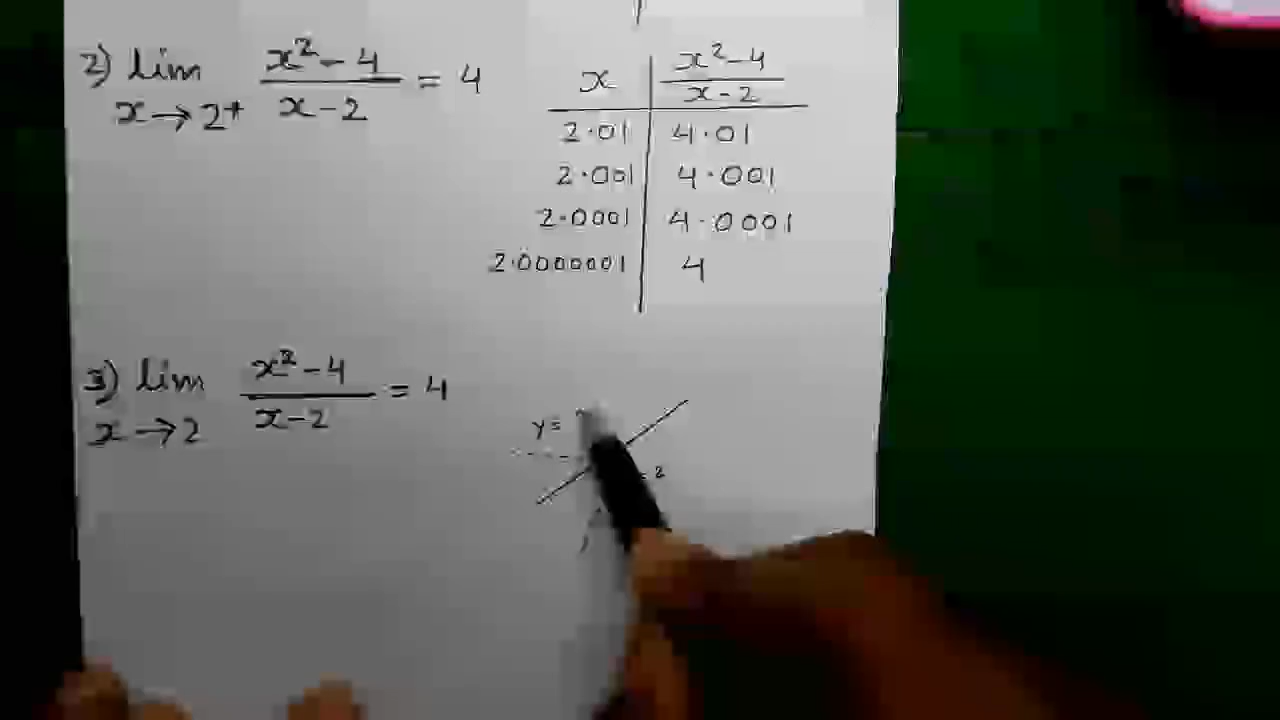 2) lim x→2⁺ (x²-4)/(x-2) = 4
x | (x²-4)/(x-2)
2·01 | 4·01
2·001 | 4·001
2·0001 | 4·0001
2·0000001 | 4
3) lim x→2 (x²-4)/(x-2) = 4
y=
= 2